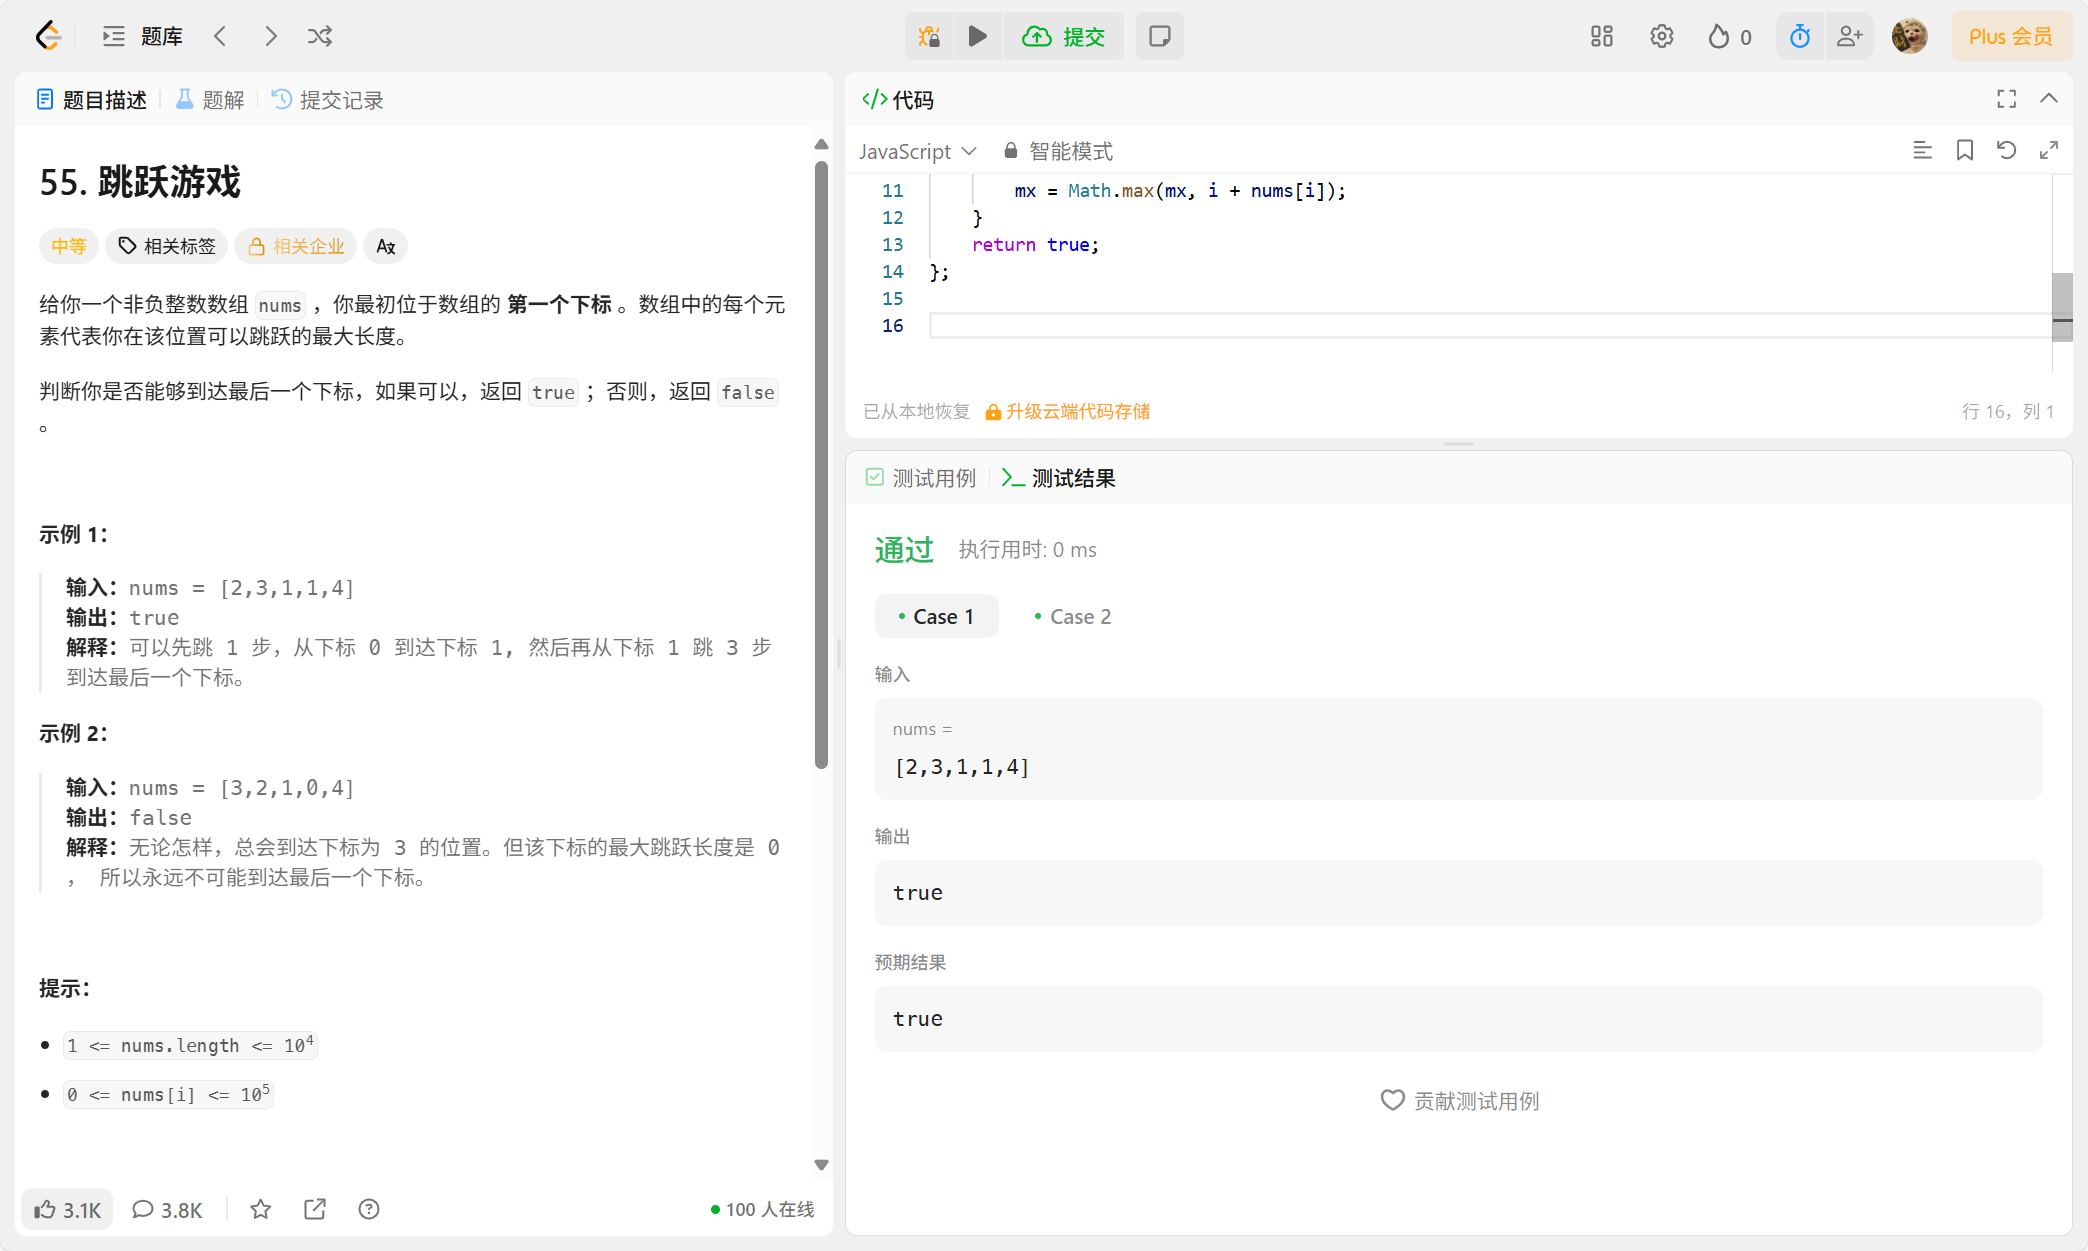 题库
提交
0
Plus 会员
题目描述
题解
提交记录
55. 跳跃游戏
中等
相关标签
相关企业
给你一个非负整数数组 nums ，你最初位于数组的 第一个下标 。数组中的每个元
素代表你在该位置可以跳跃的最大长度。
判断你是否能够到达最后一个下标，如果可以，返回 true ；否则，返回 false
。
示例 1：
输入：nums = [2,3,1,1,4]
输出：true
解释：可以先跳 1 步，从下标 0 到达下标 1, 然后再从下标 1 跳 3 步
到达最后一个下标。
示例 2：
输入：nums = [3,2,1,0,4]
输出：false
解释：无论怎样，总会到达下标为 3 的位置。但该下标的最大跳跃长度是 0
， 所以永远不可能到达最后一个下标。
提示：
1 <= nums.length <= 10⁴
0 <= nums[i] <= 10⁵
3.1K
3.8K
100 人在线
代码
JavaScript
智能模式
11 mx = Math.max(mx, i + nums[i]);
12 }
13 return true;
14 };
15
16
已从本地恢复
升级云端代码存储
行 16，列 1
测试用例
测试结果
通过
执行用时: 0 ms
Case 1
Case 2
输入
nums =
[2,3,1,1,4]
输出
true
预期结果
true
贡献测试用例